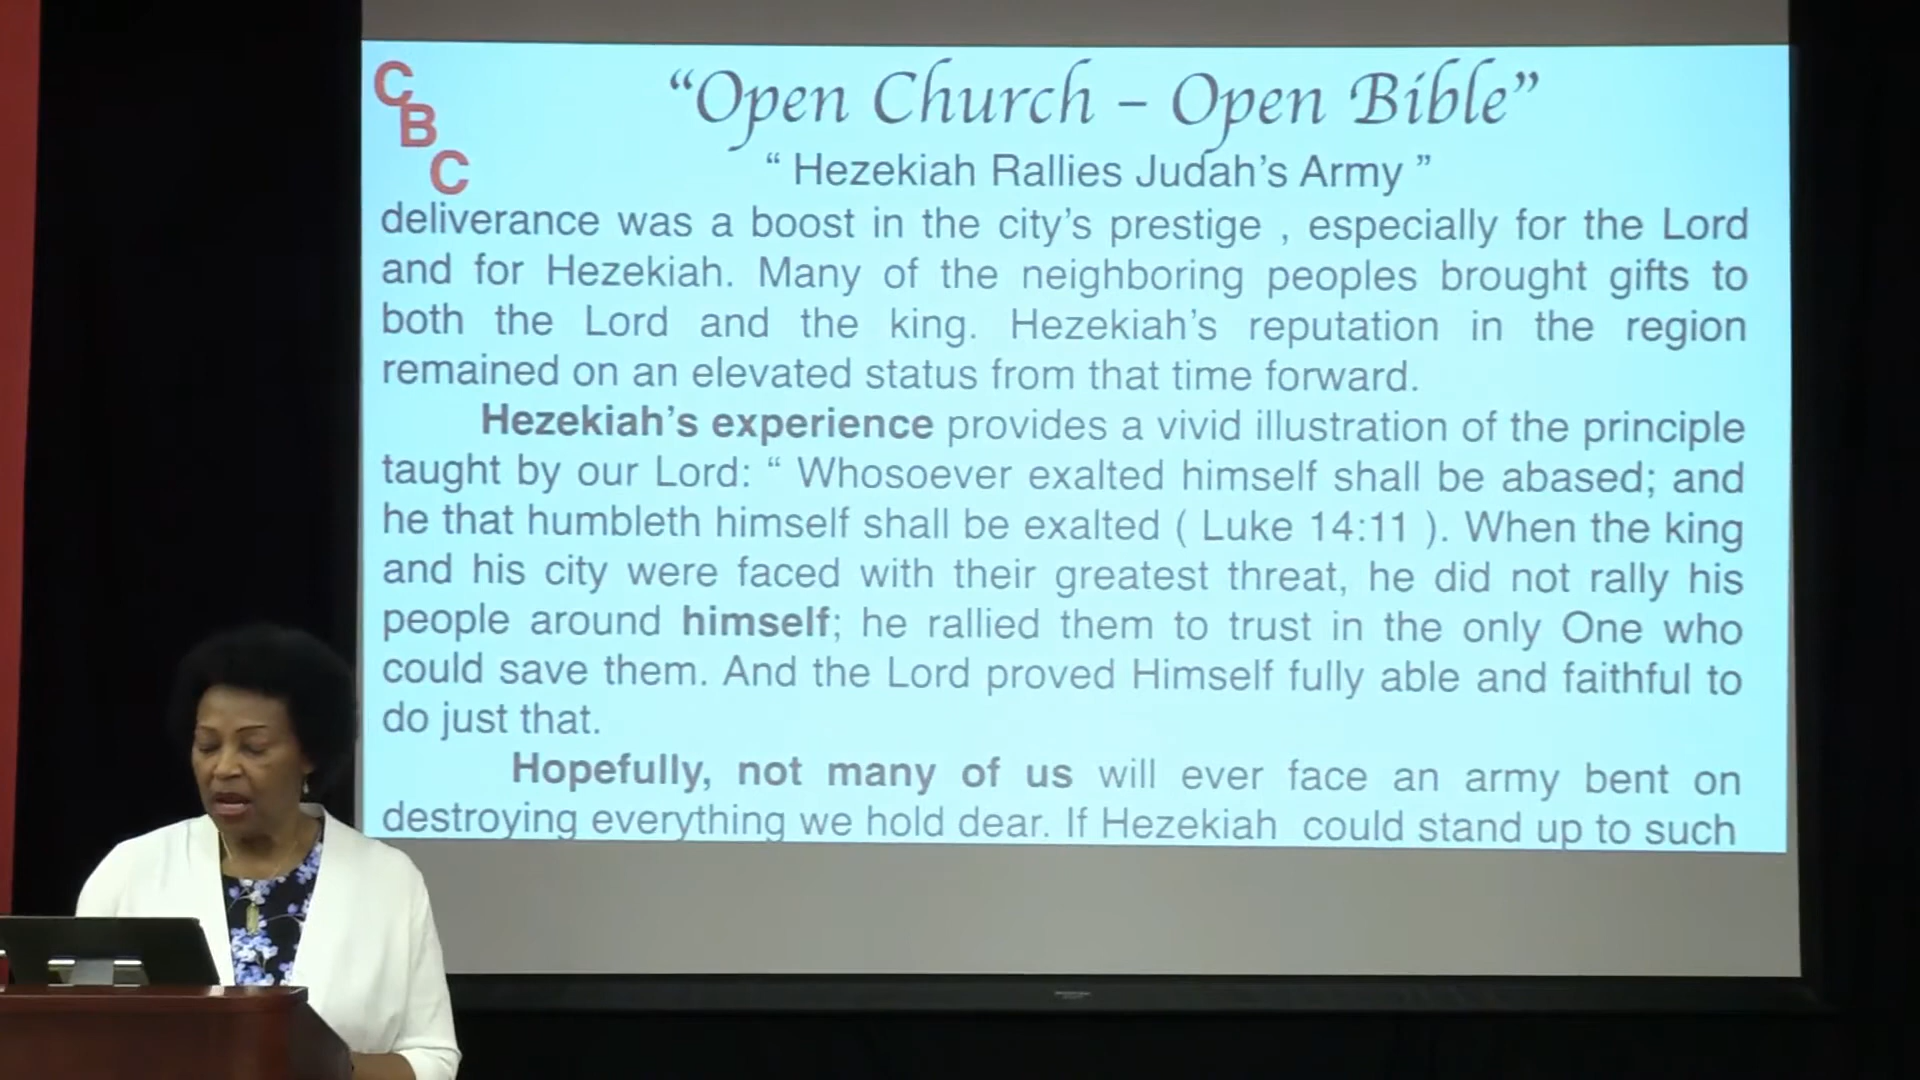 C
B
C
“Open Church – Open Bible”
“ Hezekiah Rallies Judah’s Army ”
deliverance was a boost in the city’s prestige , especially for the Lord
and for Hezekiah. Many of the neighboring peoples brought gifts to
both the Lord and the king. Hezekiah’s reputation in the region
remained on an elevated status from that time forward.
Hezekiah’s experience provides a vivid illustration of the principle
taught by our Lord: “ Whosoever exalted himself shall be abased; and
he that humbleth himself shall be exalted ( Luke 14:11 ). When the king
and his city were faced with their greatest threat, he did not rally his
people around himself; he rallied them to trust in the only One who
could save them. And the Lord proved Himself fully able and faithful to
do just that.
Hopefully, not many of us will ever face an army bent on
destroying everything we hold dear. If Hezekiah could stand up to such